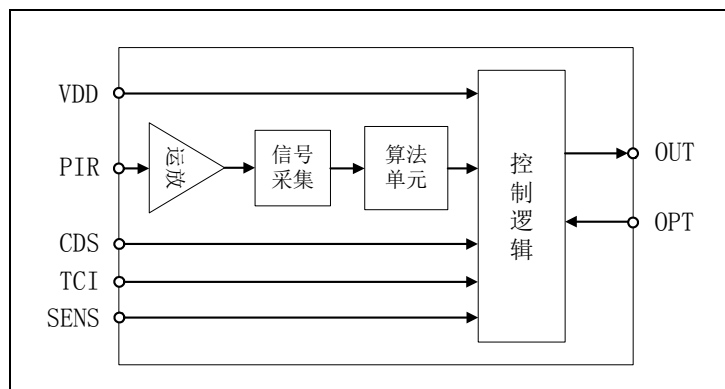 VDD
PIR
运放
信号
采集
算法
单元
控制逻辑
OUT
OPT
CDS
TCI
SENS